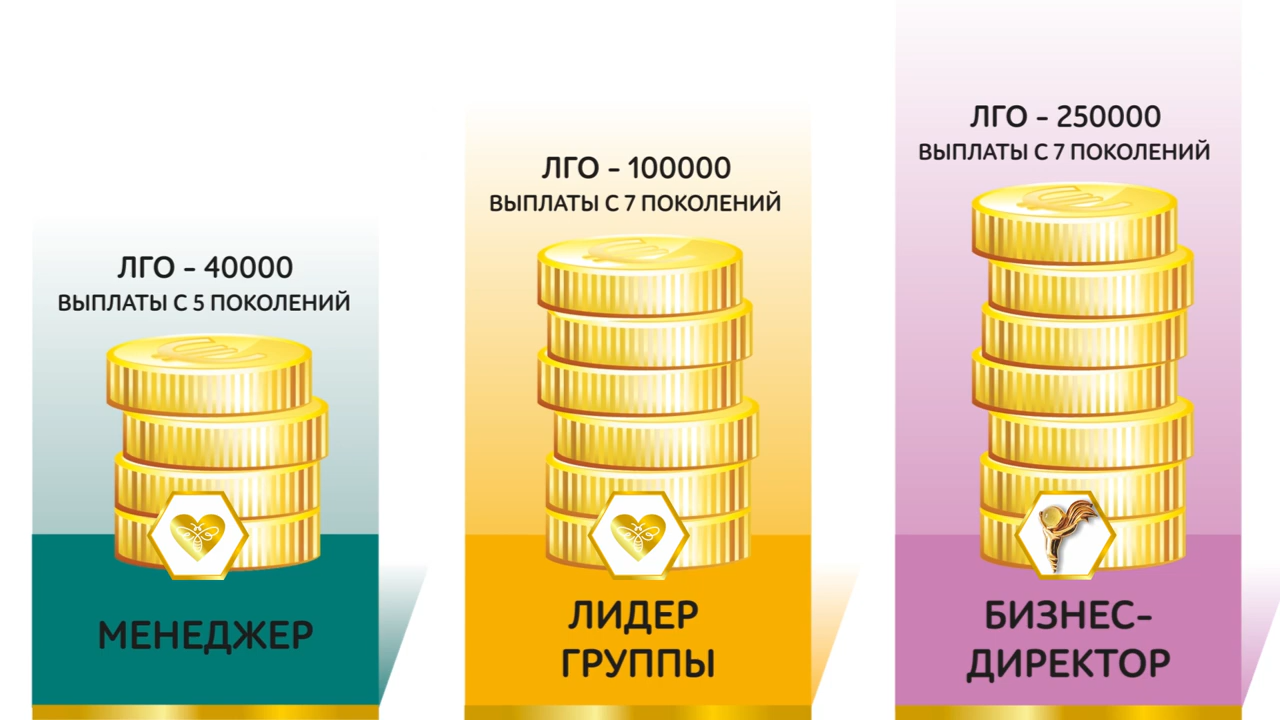 ЛГО – 40000
ВЫПЛАТЫ С 5 ПОКОЛЕНИЙ
МЕНЕДЖЕР
ЛГО – 100000
ВЫПЛАТЫ С 7 ПОКОЛЕНИЙ
ЛИДЕР
ГРУППЫ
ЛГО – 250000
ВЫПЛАТЫ С 7 ПОКОЛЕНИЙ
БИЗНЕС-
ДИРЕКТОР